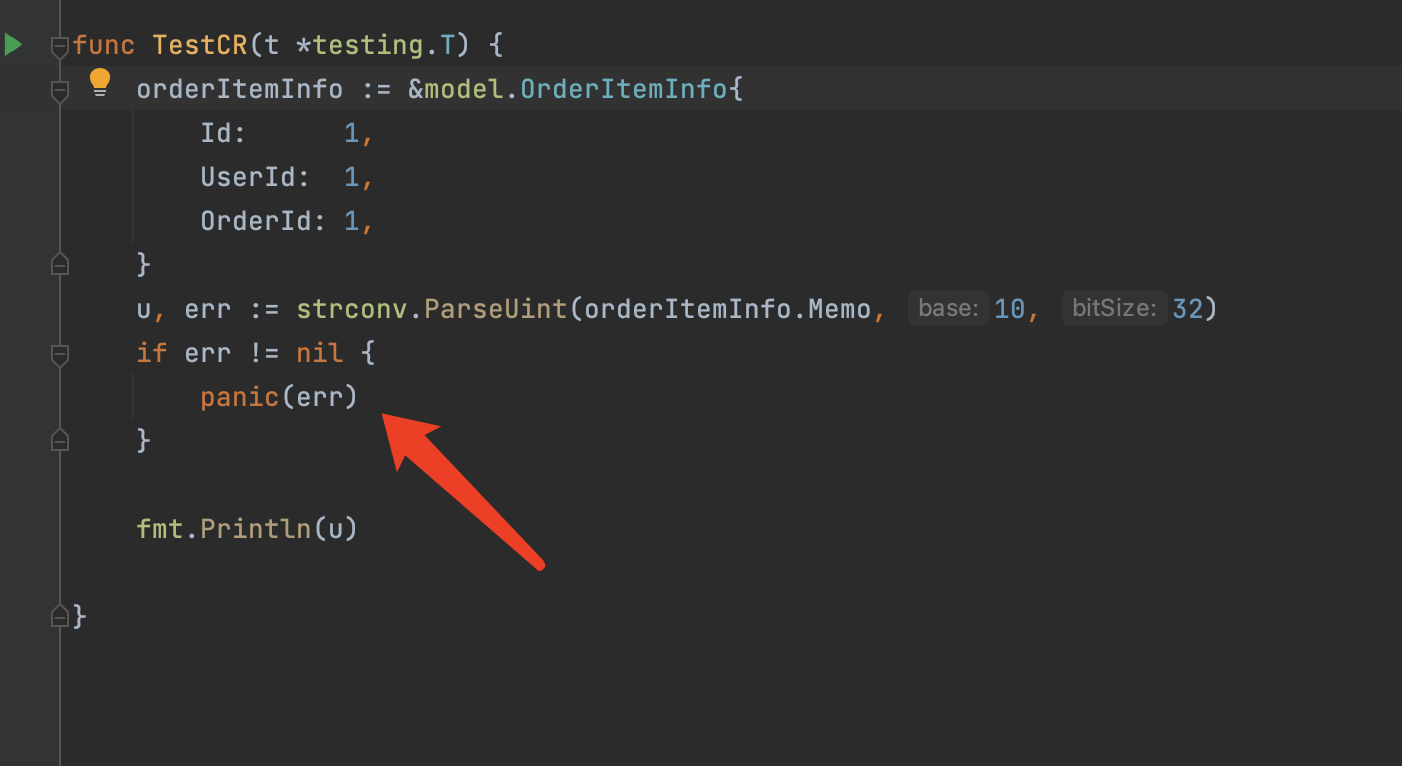 func TestCR(t *testing.T) {
orderItemInfo := &model.OrderItemInfo{
Id: 1,
UserId: 1,
OrderId: 1,
}
u, err := strconv.ParseUint(orderItemInfo.Memo, base: 10, bitSize: 32)
if err != nil {
panic(err)
}
fmt.Println(u)
}